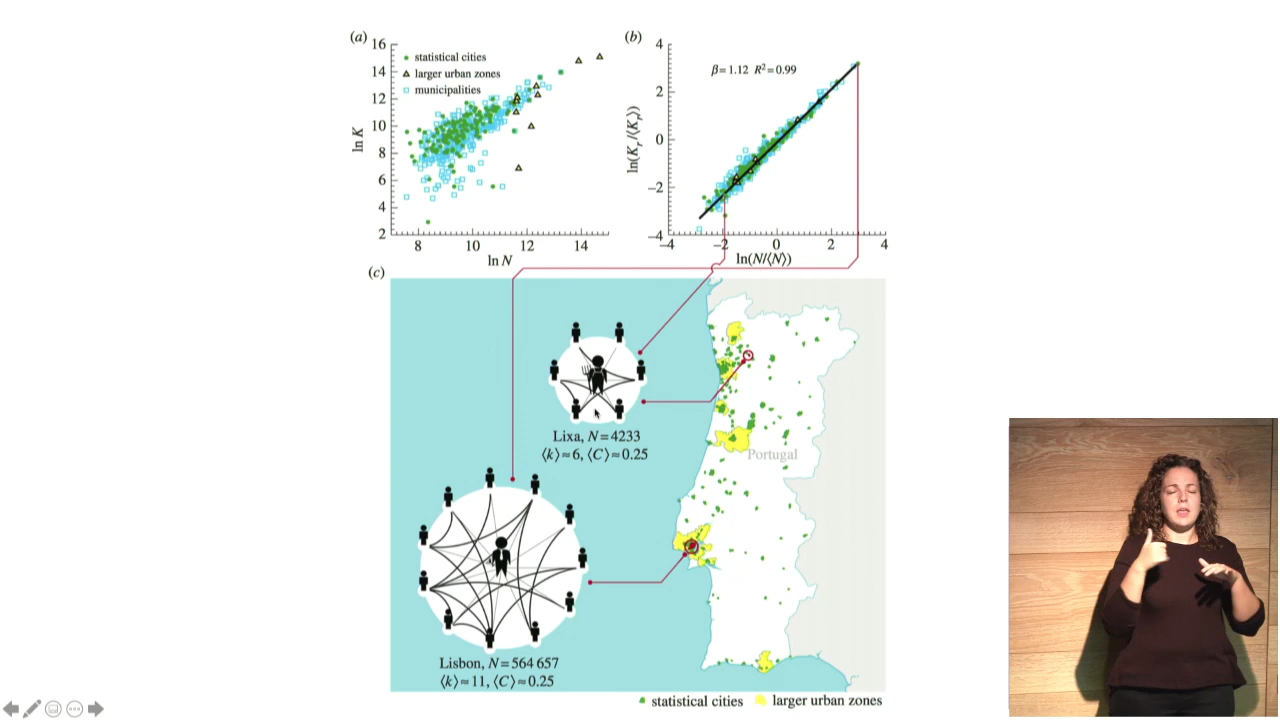 (a)
16
14
12
10
8
6
4
2
ln K
statistical cities
larger urban zones
municipalities
8 10 12 14
ln N
(b)
4
2
0
−2
−4
ln(Kr/⟨Kr⟩)
β=1.12 R²=0.99
−4 −2 0 2 4
ln(N/⟨N⟩)
(c)
Lixa, N=4233
⟨k⟩≈6, ⟨C⟩≈0.25
Portugal
Lisbon, N=564 657
⟨k⟩≈11, ⟨C⟩≈0.25
statistical cities larger urban zones